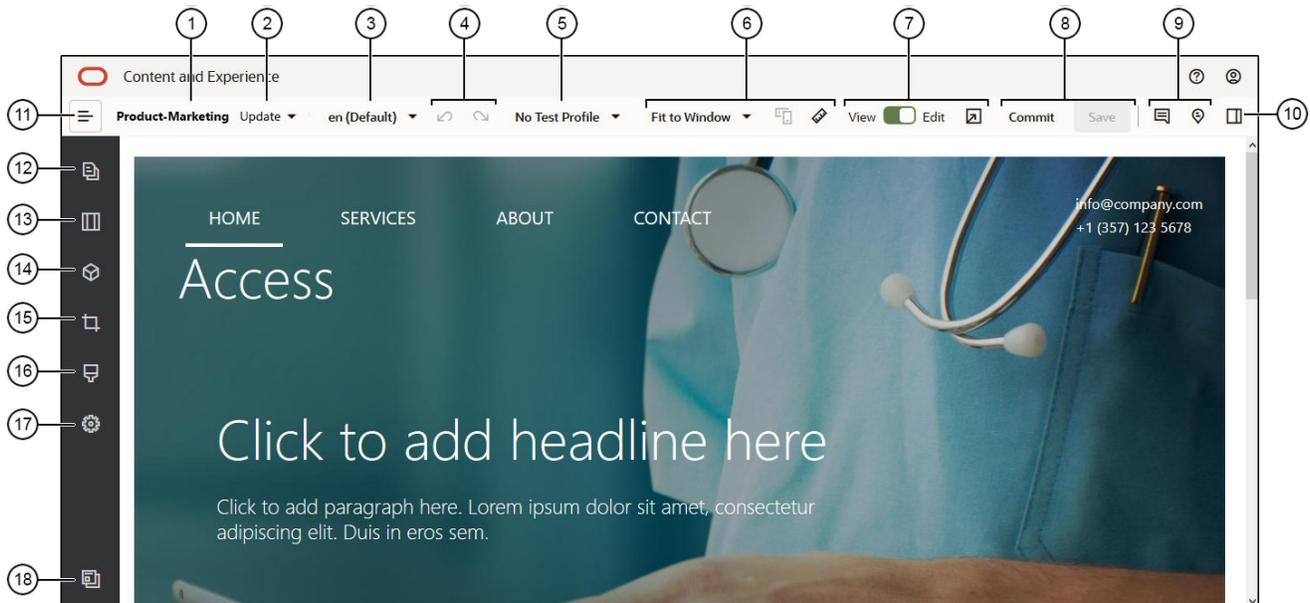 1 2 3 4 5 6 7 8 9
Content and Experience
11 Product-Marketing Update en (Default) No Test Profile Fit to Window View Edit Commit Save 10
12
13
14
15
16
17
18
HOME SERVICES ABOUT CONTACT
info@company.com
+1 (357) 123 5678
Access
Click to add headline here
Click to add paragraph here. Lorem ipsum dolor sit amet, consectetur
adipiscing elit. Duis in eros sem.